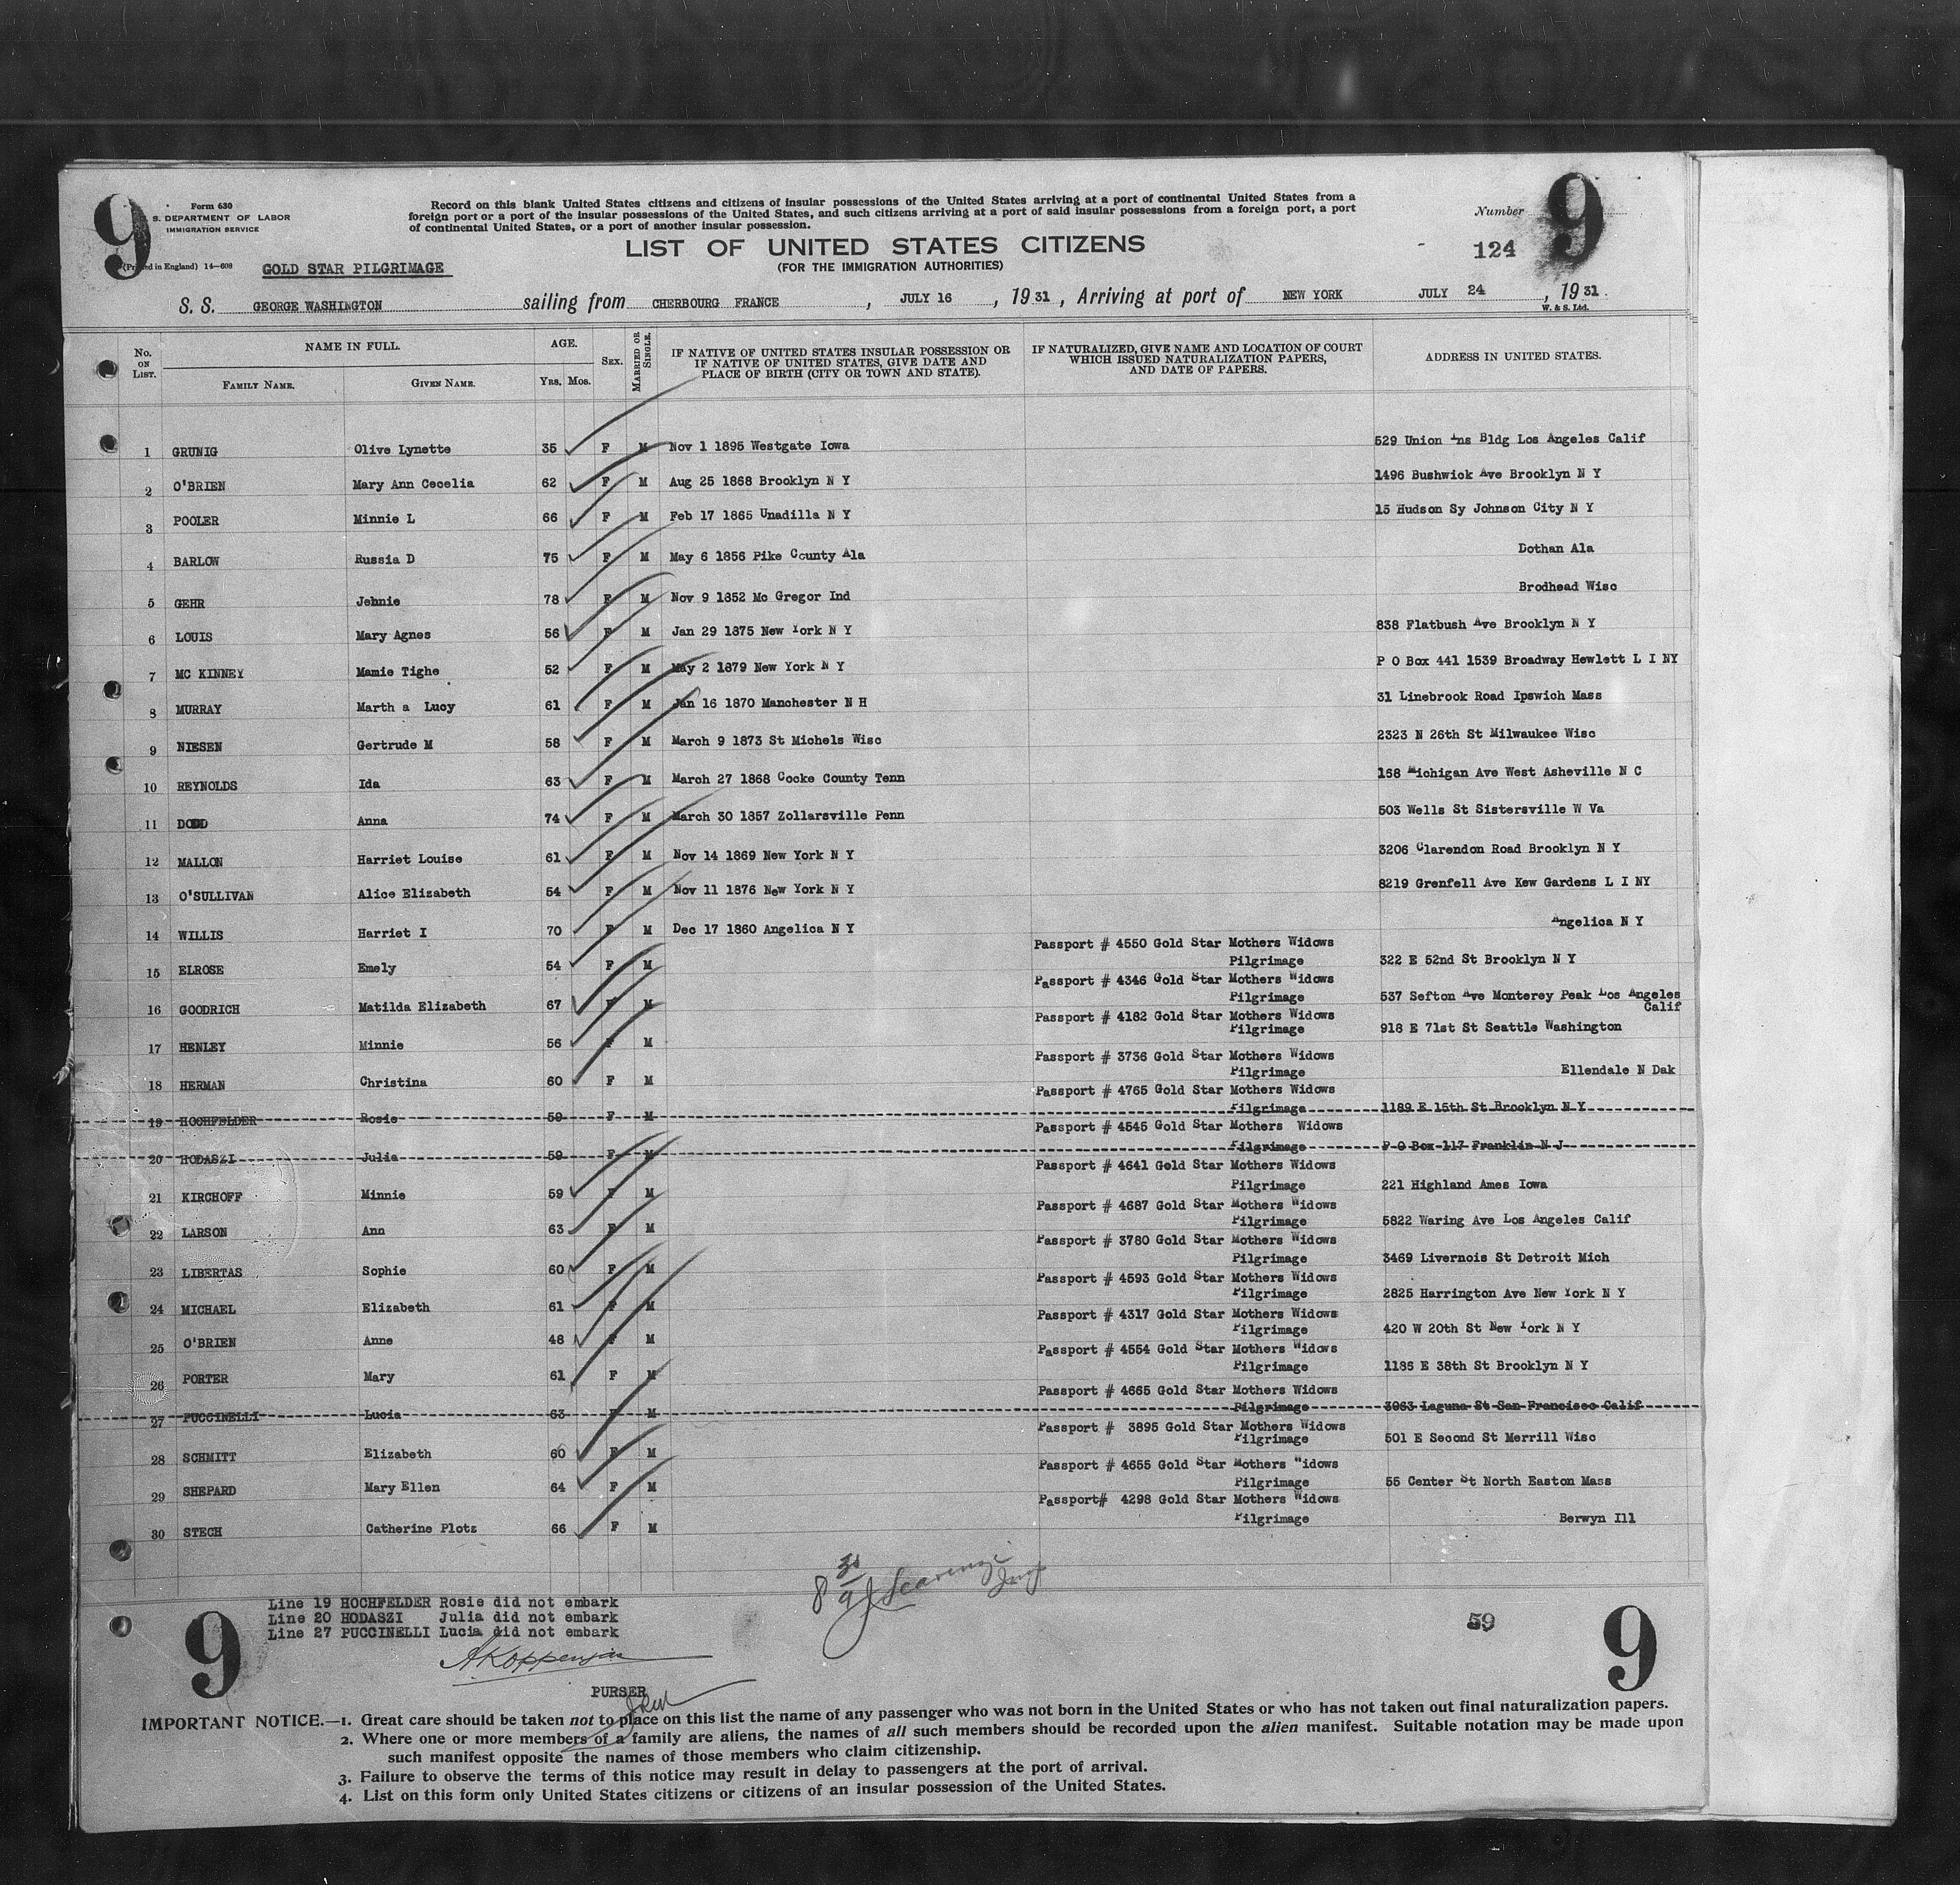 9
Form 630
S. DEPARTMENT OF LABOR
IMMIGRATION SERVICE
(Printed in England) 14—608
GOLD STAR PILGRIMAGE
Record on this blank United States citizens and citizens of insular possessions of the United States arriving at a port of continental United States from a
foreign port or a port of the insular possessions of the United States, and such citizens arriving at a port of said insular possessions from a foreign port, a port
of continental United States, or a port of another insular possession.
LIST OF UNITED STATES CITIZENS
(FOR THE IMMIGRATION AUTHORITIES)
Number 9
124
S. S. GEORGE WASHINGTON sailing from CHERBOURG FRANCE, JULY 16, 1931, Arriving at port of NEW YORK JULY 24, 1931.
W. & S. Ltd.
No. ON LIST. NAME IN FULL. FAMILY NAME. GIVEN NAME. AGE. YRS. MOS. SEX. MARRIED OR SINGLE. IF NATIVE OF UNITED STATES INSULAR POSSESSION OR IF NATIVE OF UNITED STATES, GIVE DATE AND PLACE OF BIRTH (CITY OR TOWN AND STATE). IF NATURALIZED, GIVE NAME AND LOCATION OF COURT WHICH ISSUED NATURALIZATION PAPERS, AND DATE OF PAPERS. ADDRESS IN UNITED STATES.
1 GRUNIG Olive Lynette 35 F M Nov 1 1895 Westgate Iowa 529 Union Ins Bldg Los Angeles Calif
2 O'BRIEN Mary Ann Cecelia 62 F M Aug 25 1868 Brooklyn N Y 1496 Bushwick Ave Brooklyn N Y
3 POOLER Minnie L 66 F M Feb 17 1865 Unadilla N Y 15 Hudson Sy Johnson City N Y
4 BARLOW Russia D 75 F M May 6 1856 Pike County Ala Dothan Ala
5 GEHR Jennie 78 F M Nov 9 1852 Mc Gregor Ind Brodhead Wisc
6 LOUIS Mary Agnes 56 F M Jan 29 1875 New York N Y 838 Flatbush Ave Brooklyn N Y
7 MC KINNEY Mamie Tighe 52 F M May 2 1879 New York N Y P O Box 441 1539 Broadway Hewlett L I NY
8 MURRAY Marth a Lucy 61 F M Jan 16 1870 Manchester N H 31 Linebrook Road Ipswich Mass
9 NIESEN Gertrude M 58 F M March 9 1873 St Michels Wisc 2323 N 26th St Milwaukee Wisc
10 REYNOLDS Ida 63 F M March 27 1868 Cocke County Tenn 158 Michigan Ave West Asheville N C
11 DODD Anna 74 F M March 30 1857 Zollarsville Penn 503 Wells St Sistersville W Va
12 MALLON Harriet Louise 61 F M Nov 14 1869 New York N Y 3206 Clarendon Road Brooklyn N Y
13 O'SULLIVAN Alice Elizabeth 54 F M Nov 11 1876 New York N Y 8219 Grenfell Ave Kew Gardens L I NY
14 WILLIS Harriet I 70 F M Dec 17 1860 Angelica N Y Angelica N Y
15 ELROSE Emely 54 F M Passport # 4550 Gold Star Mothers Widows Pilgrimage 322 E 52nd St Brooklyn N Y
16 GOODRICH Matilda Elizabeth 67 F M Passport # 4346 Gold Star Mothers Widows Pilgrimage 537 Sefton Ave Monterey Peak Los Angeles Calif
17 HENLEY Minnie 56 F M Passport # 4182 Gold Star Mothers Widows Pilgrimage 918 E 71st St Seattle Washington
18 HERMAN Christina 60 F M Passport # 3736 Gold Star Mothers Widows Pilgrimage Ellendale N Dak
19 HOCHFELDER Rosie 59 F M Passport # 4765 Gold Star Mothers Widows Pilgrimage 1189 E 15th St Brooklyn N Y
20 HODASZI Julia 59 F M Passport # 4545 Gold Star Mothers Widows Pilgrimage P O Box 117 Franklin N J
21 KIRCHOFF Minnie 59 F M Passport # 4641 Gold Star Mothers Widows Pilgrimage 221 Highland Ames Iowa
22 LARSON Ann 63 F M Passport # 4687 Gold Star Mothers Widows Pilgrimage 5822 Waring Ave Los Angeles Calif
23 LIBERTAS Sophie 60 F M Passport # 3780 Gold Star Mothers Widows Pilgrimage 3469 Livernois St Detroit Mich
24 MICHAEL Elizabeth 61 F M Passport # 4593 Gold Star Mothers Widows Pilgrimage 2825 Harrington Ave New York N Y
25 O'BRIEN Anne 48 F M Passport # 4317 Gold Star Mothers Widows Pilgrimage 420 W 20th St New York N Y
26 PORTER Mary 61 F M Passport # 4554 Gold Star Mothers Widows Pilgrimage 1186 E 38th St Brooklyn N Y
27 PUCCINELLI Lucia 63 F M Passport # 4665 Gold Star Mothers Widows Pilgrimage 3063 Laguna St San Francisco Calif
28 SCHMITT Elizabeth 60 F M Passport # 3895 Gold Star Mothers Widows Pilgrimage 501 E Second St Merrill Wisc
29 SHEPARD Mary Ellen 64 F M Passport # 4655 Gold Star Mothers Widows Pilgrimage 55 Center St North Easton Mass
30 STECH Catherine Plotz 66 F M Passport# 4298 Gold Star Mothers Widows Pilgrimage Berwyn Ill
Line 19 HOCHFELDER Rosie did not embark
Line 20 HODASZI Julia did not embark
Line 27 PUCCINELLI Lucia did not embark
59
9
9
PURSER
IMPORTANT NOTICE.—1. Great care should be taken not to place on this list the name of any passenger who was not born in the United States or who has not taken out final naturalization papers.
2. Where one or more members of a family are aliens, the names of all such members should be recorded upon the alien manifest. Suitable notation may be made upon
such manifest opposite the names of those members who claim citizenship.
3. Failure to observe the terms of this notice may result in delay to passengers at the port of arrival.
4. List on this form only United States citizens or citizens of an insular possession of the United States.